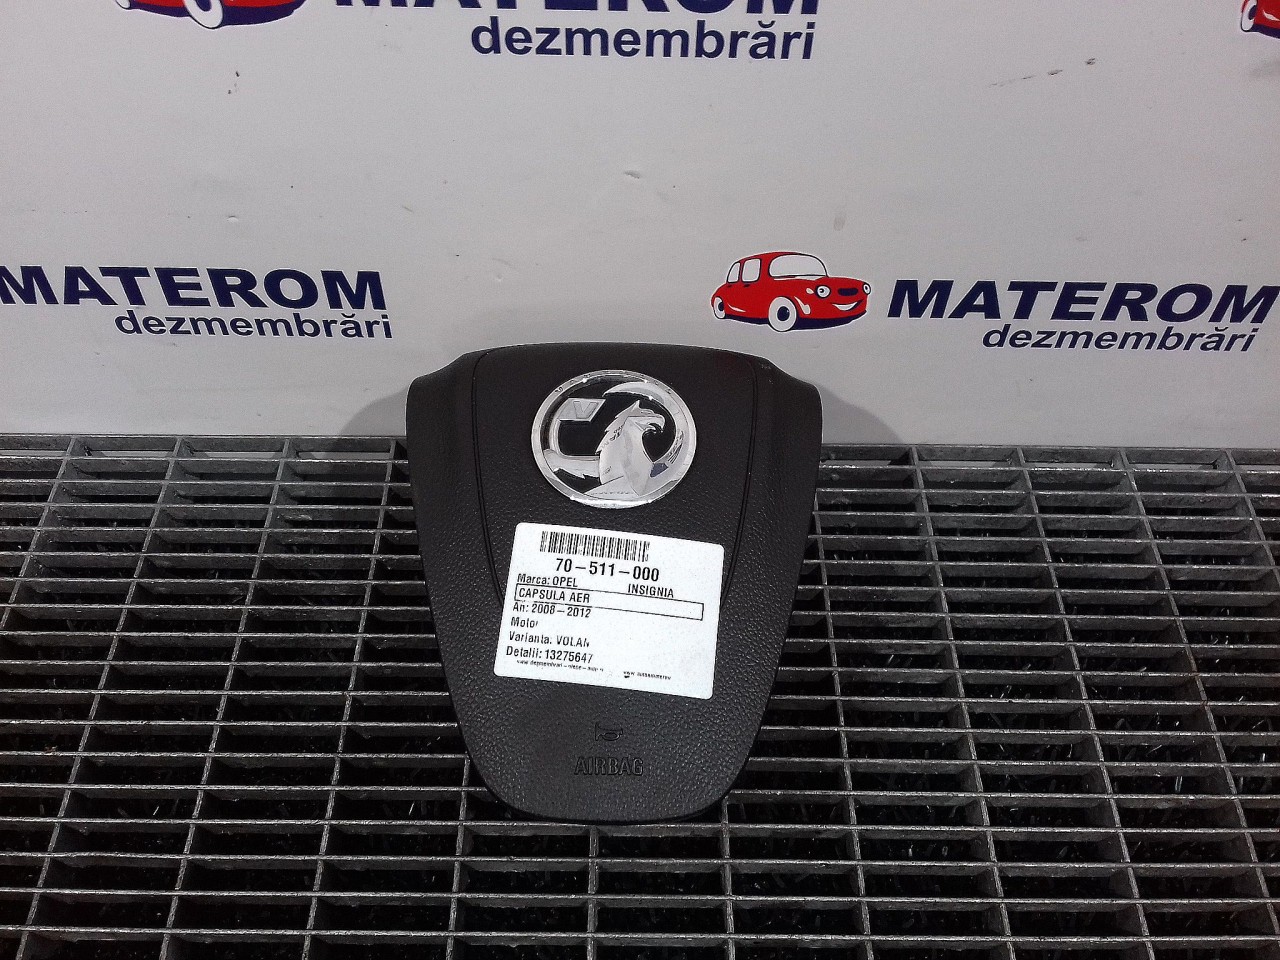 MATEROM
dezmembrări
MATEROM
dezmembrări
MATEROM
dezmembrări
V
70-511-000
Marca: OPEL INSIGNIA
CAPSULA AER
An: 2008-2012
Motor
Varianta: VOLAN
Detalii: 13275647
AIRBAG